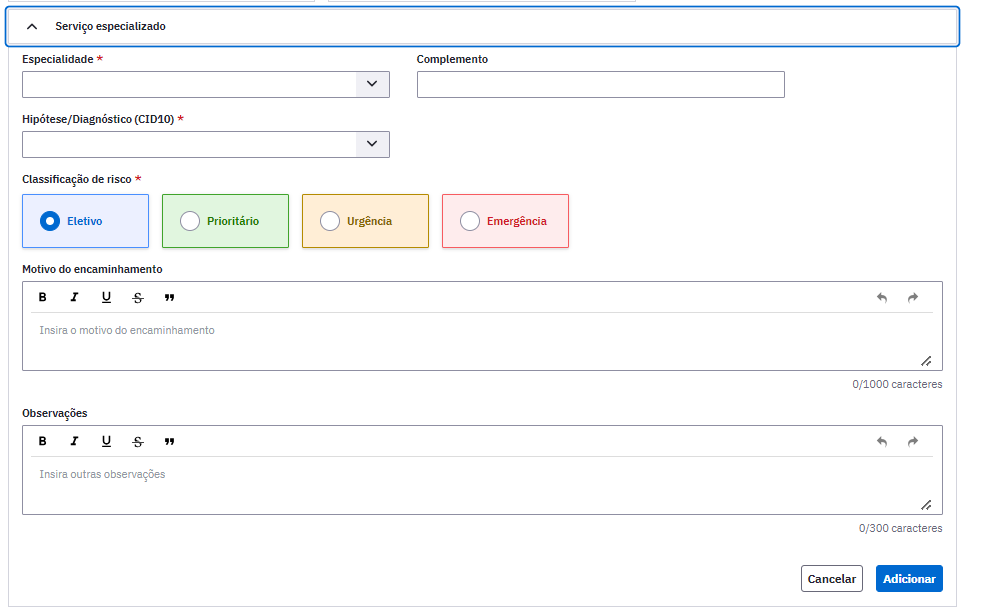 Serviço especializado
Especialidade * Complemento
Hipótese/Diagnóstico (CID10) *
Classificação de risco *
Eletivo Prioritário Urgência Emergência
Motivo do encaminhamento
B I U S ❞
Insira o motivo do encaminhamento
0/1000 caracteres
Observações
B I U S ❞
Insira outras observações
0/300 caracteres
Cancelar Adicionar